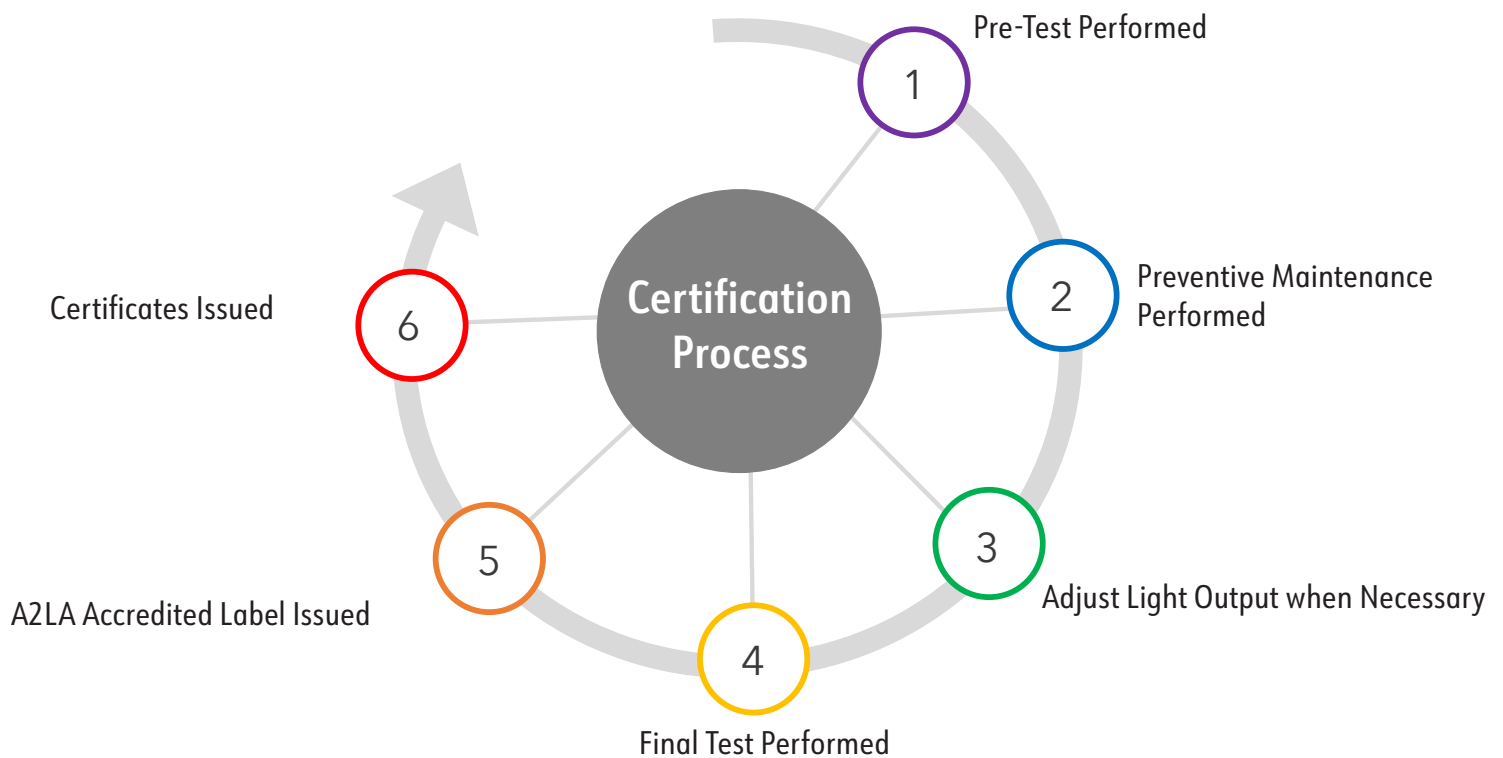 Pre-Test Performed
1
2
Preventive Maintenance
Performed
3
Adjust Light Output when Necessary
4
Final Test Performed
5
A2LA Accredited Label Issued
6
Certificates Issued
Certification
Process